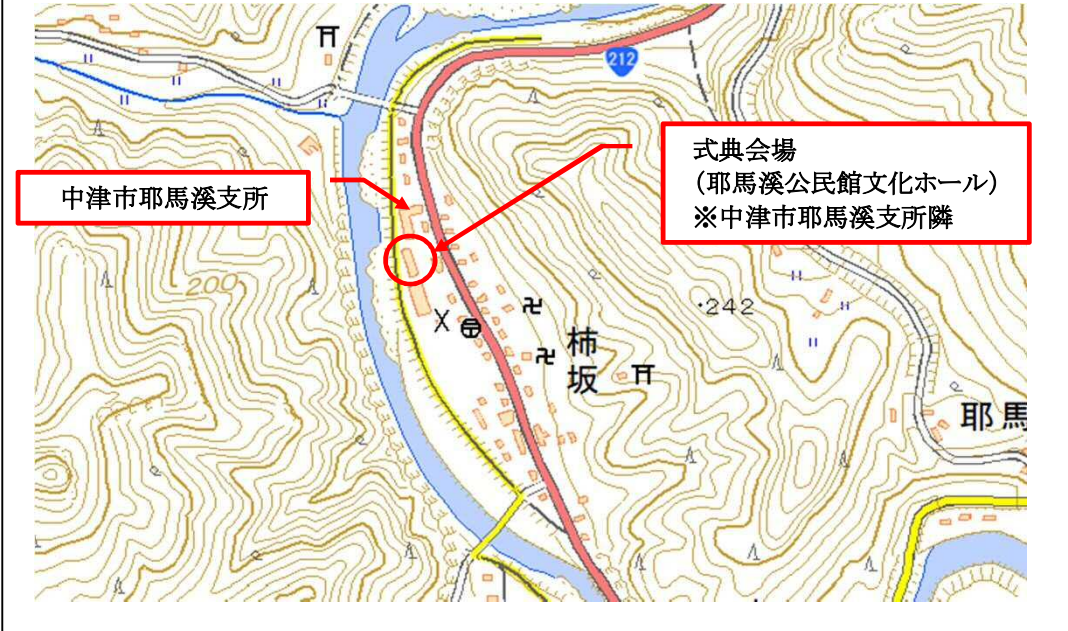 212
中津市耶馬溪支所
式典会場
(耶馬溪公民館文化ホール)
※中津市耶馬溪支所隣
200
・242
柿坂
耶馬